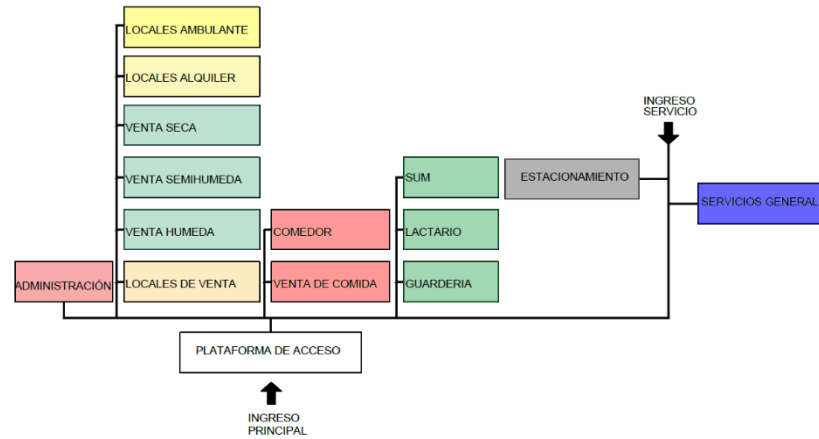 LOCALES AMBULANTE
LOCALES ALQUILER
VENTA SECA
VENTA SEMIHUMEDA
VENTA HUMEDA
LOCALES DE VENTA
ADMINISTRACIÓN
COMEDOR
VENTA DE COMIDA
SUM
LACTARIO
GUARDERIA
ESTACIONAMIENTO
INGRESO
SERVICIO
SERVICIOS GENERAL
PLATAFORMA DE ACCESO
INGRESO
PRINCIPAL